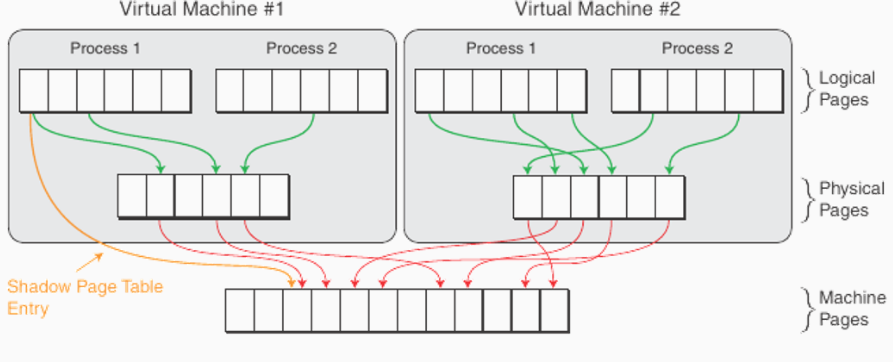 Virtual Machine #1
Virtual Machine #2
Process 1
Process 2
Process 1
Process 2
Logical
Pages
Physical
Pages
Shadow Page Table
Entry
Machine
Pages